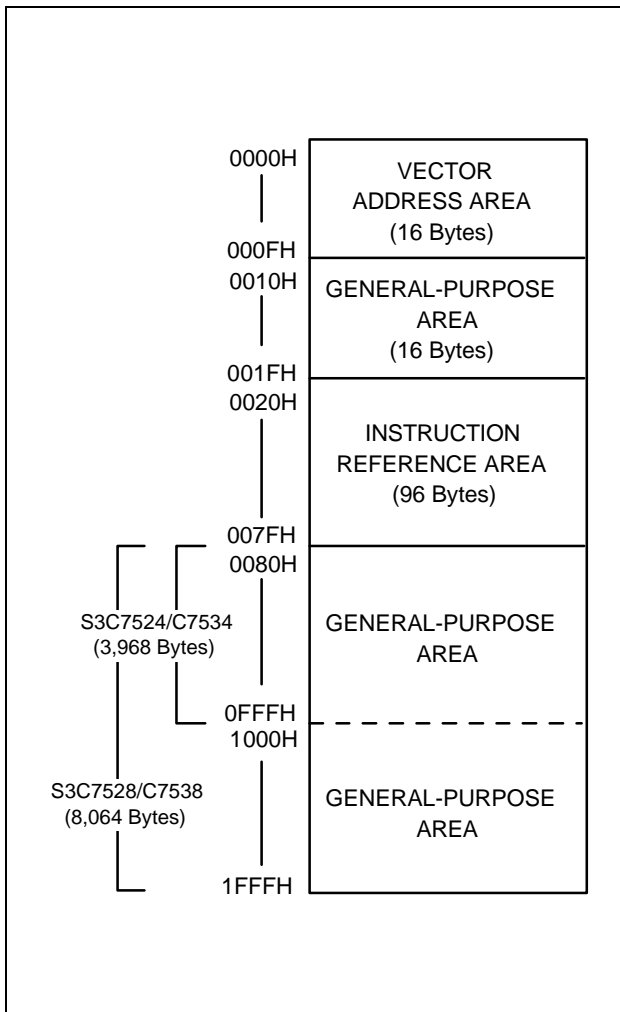 0000H
VECTOR
ADDRESS AREA
(16 Bytes)
000FH
0010H
GENERAL-PURPOSE
AREA
(16 Bytes)
001FH
0020H
INSTRUCTION
REFERENCE AREA
(96 Bytes)
007FH
0080H
S3C7524/C7534
(3,968 Bytes)
GENERAL-PURPOSE
AREA
0FFFH
1000H
S3C7528/C7538
(8,064 Bytes)
GENERAL-PURPOSE
AREA
1FFFH